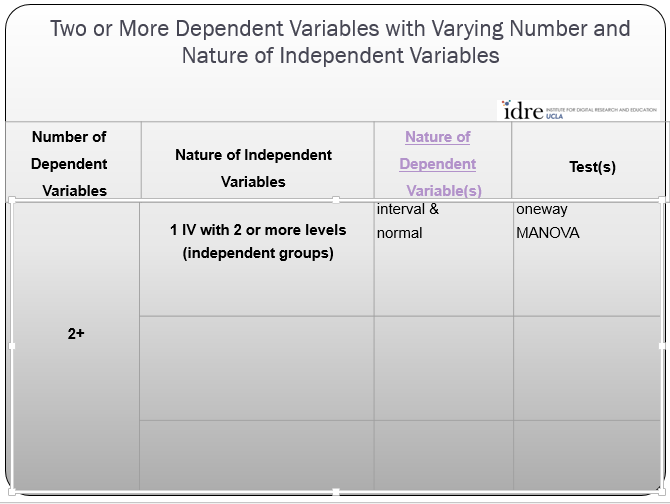 Two or More Dependent Variables with Varying Number and
Nature of Independent Variables
idre INSTITUTE FOR DIGITAL RESEARCH AND EDUCATION
UCLA
Number of
Dependent
Variables
Nature of Independent
Variables
Nature of
Dependent
Variable(s)
Test(s)
2+
1 IV with 2 or more levels
(independent groups)
interval &
normal
oneway
MANOVA